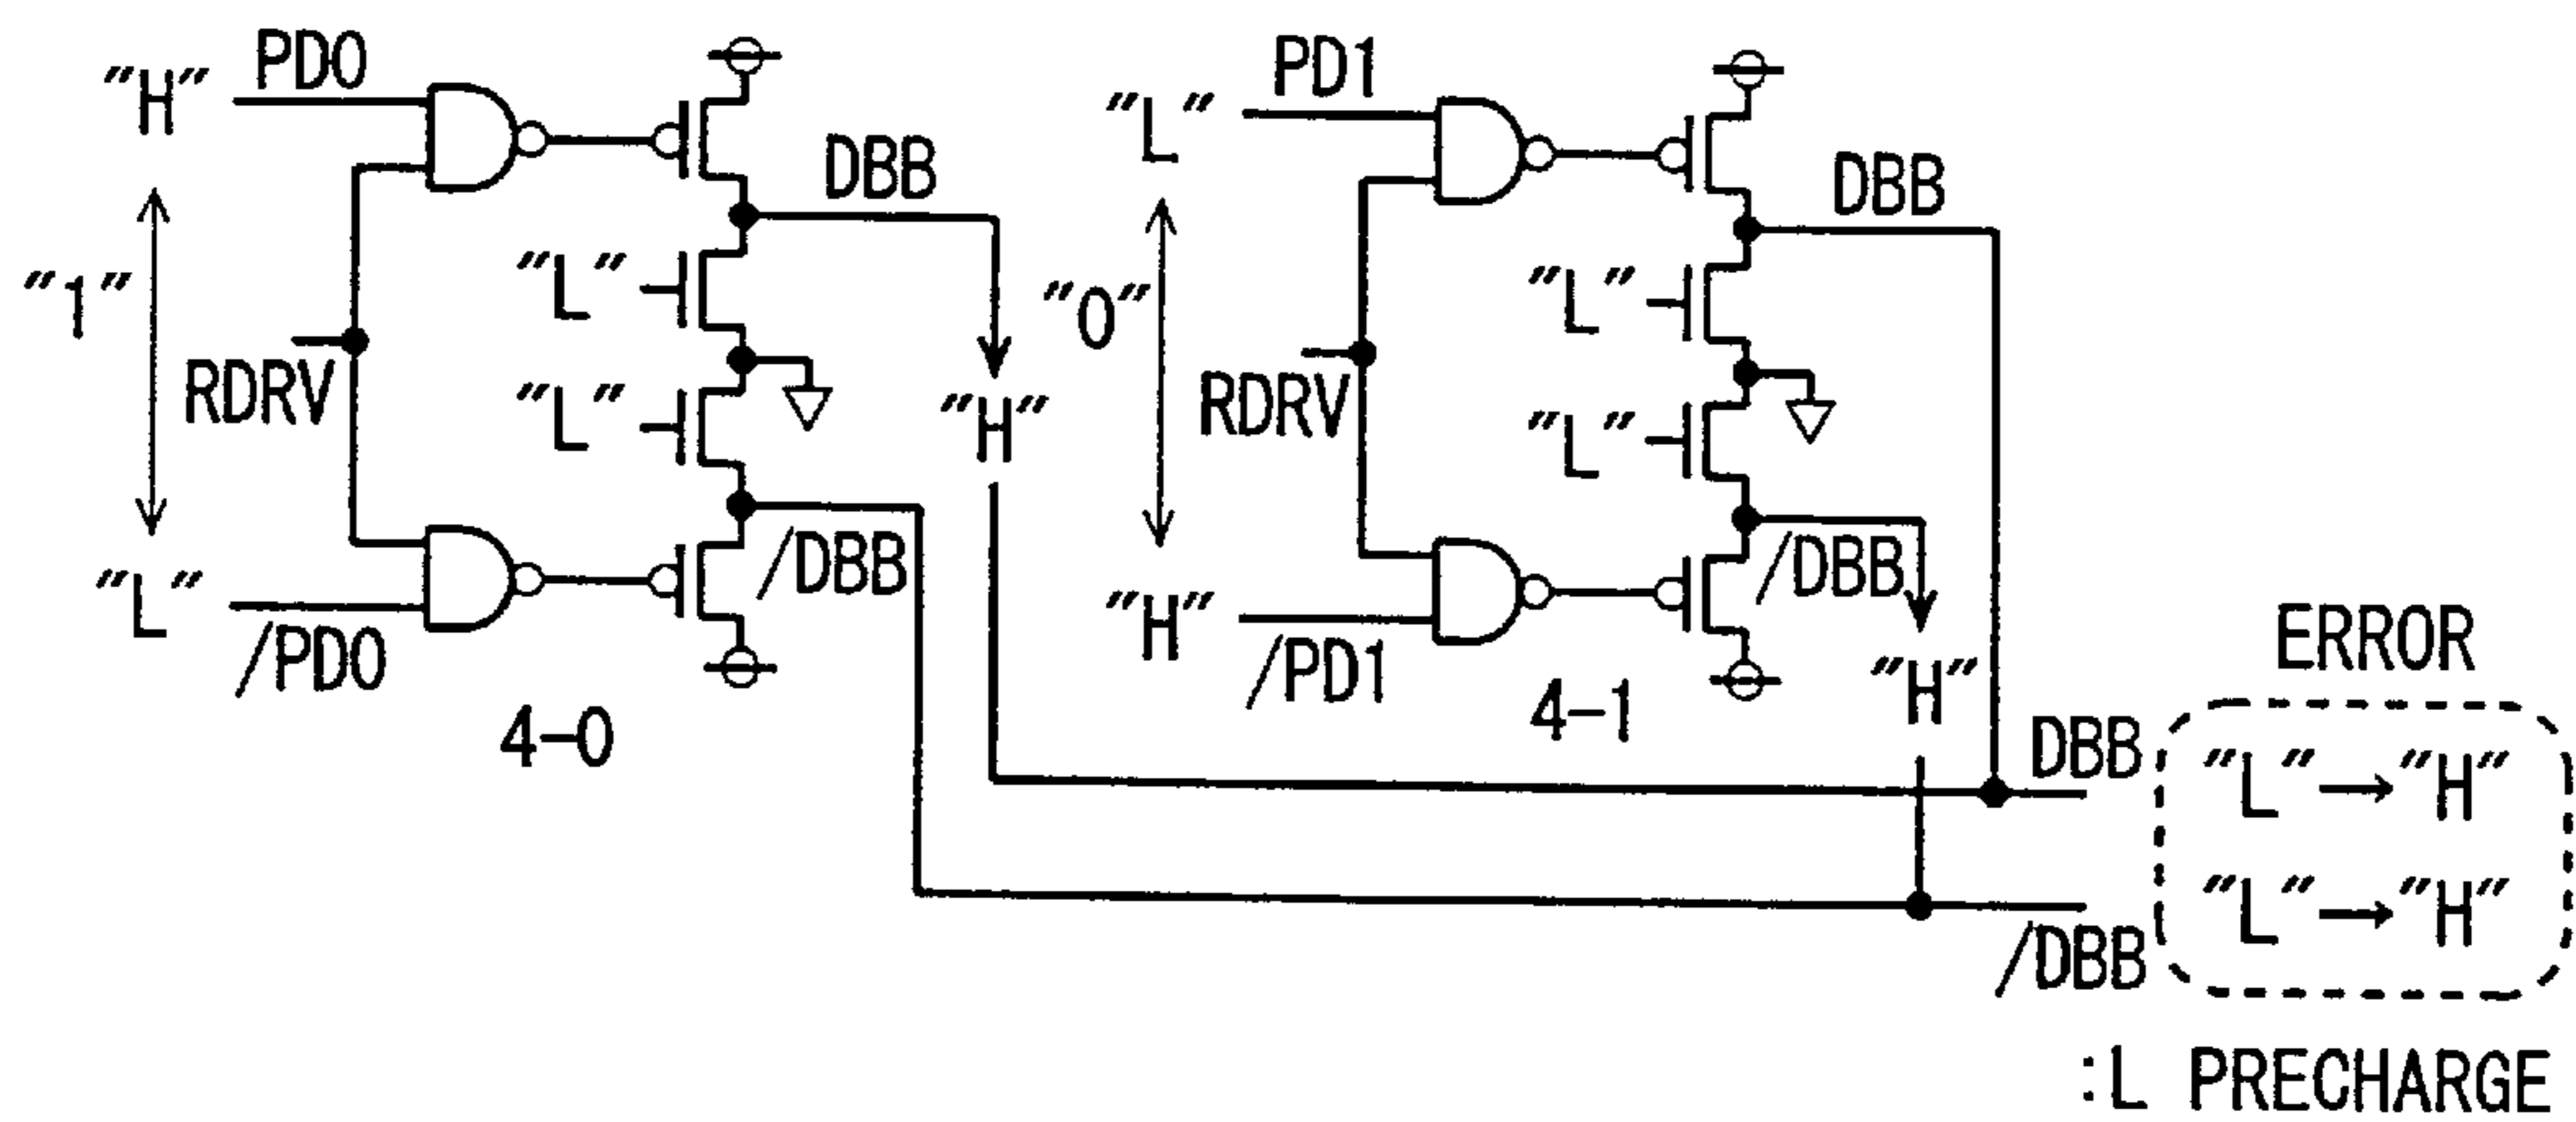 PD0
"H"
DBB
"L"
"1"
"L"
RDRV
"H"
"L"
/DBB
/PD0
4-0
PD1
"L"
DBB
"L"
"0"
"L"
RDRV
/DBB
"H"
/PD1
"H"
4-1
ERROR
DBB
"L"→"H"
"L"→"H"
/DBB
:L PRECHARGE